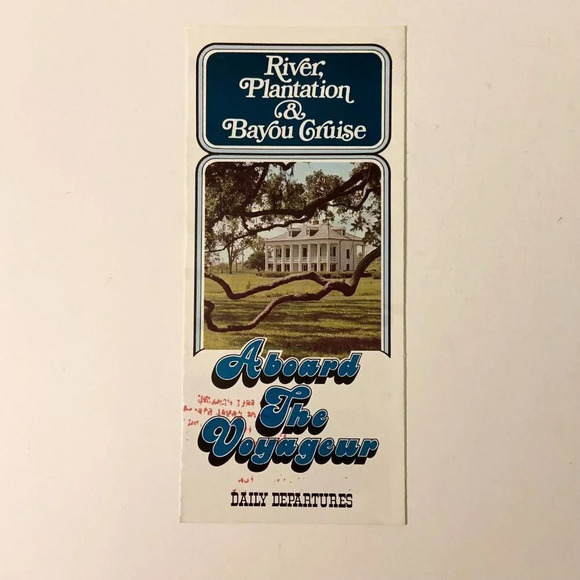 River,
Plantation
&
Bayou Cruise
Aboard
The
Voyageur
DAILY DEPARTURES